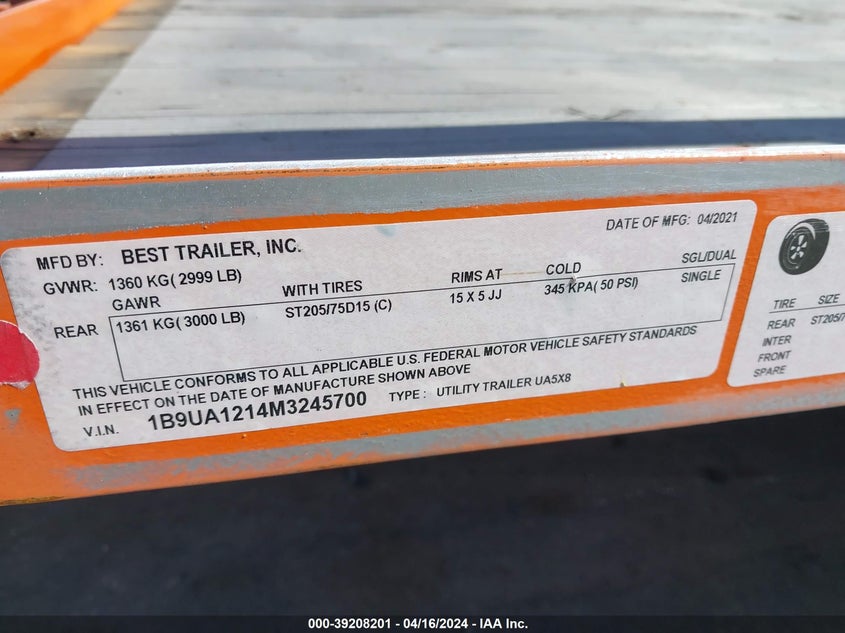 MFD BY: BEST TRAILER, INC.
DATE OF MFG: 04/2021
GVWR: 1360 KG( 2999 LB)
GAWR WITH TIRES RIMS AT COLD SGL/DUAL
REAR 1361 KG( 3000 LB) ST205/75D15 (C) 15 X 5 JJ 345 KPA( 50 PSI) SINGLE
THIS VEHICLE CONFORMS TO ALL APPLICABLE U.S. FEDERAL MOTOR VEHICLE SAFETY STANDARDS
IN EFFECT ON THE DATE OF MANUFACTURE SHOWN ABOVE
V.I.N. 1B9UA1214M3245700 TYPE : UTILITY TRAILER UA5X8
TIRE SIZE
REAR ST205/7
INTER
FRONT
SPARE
000-39208201 - 04/16/2024 - IAA Inc.